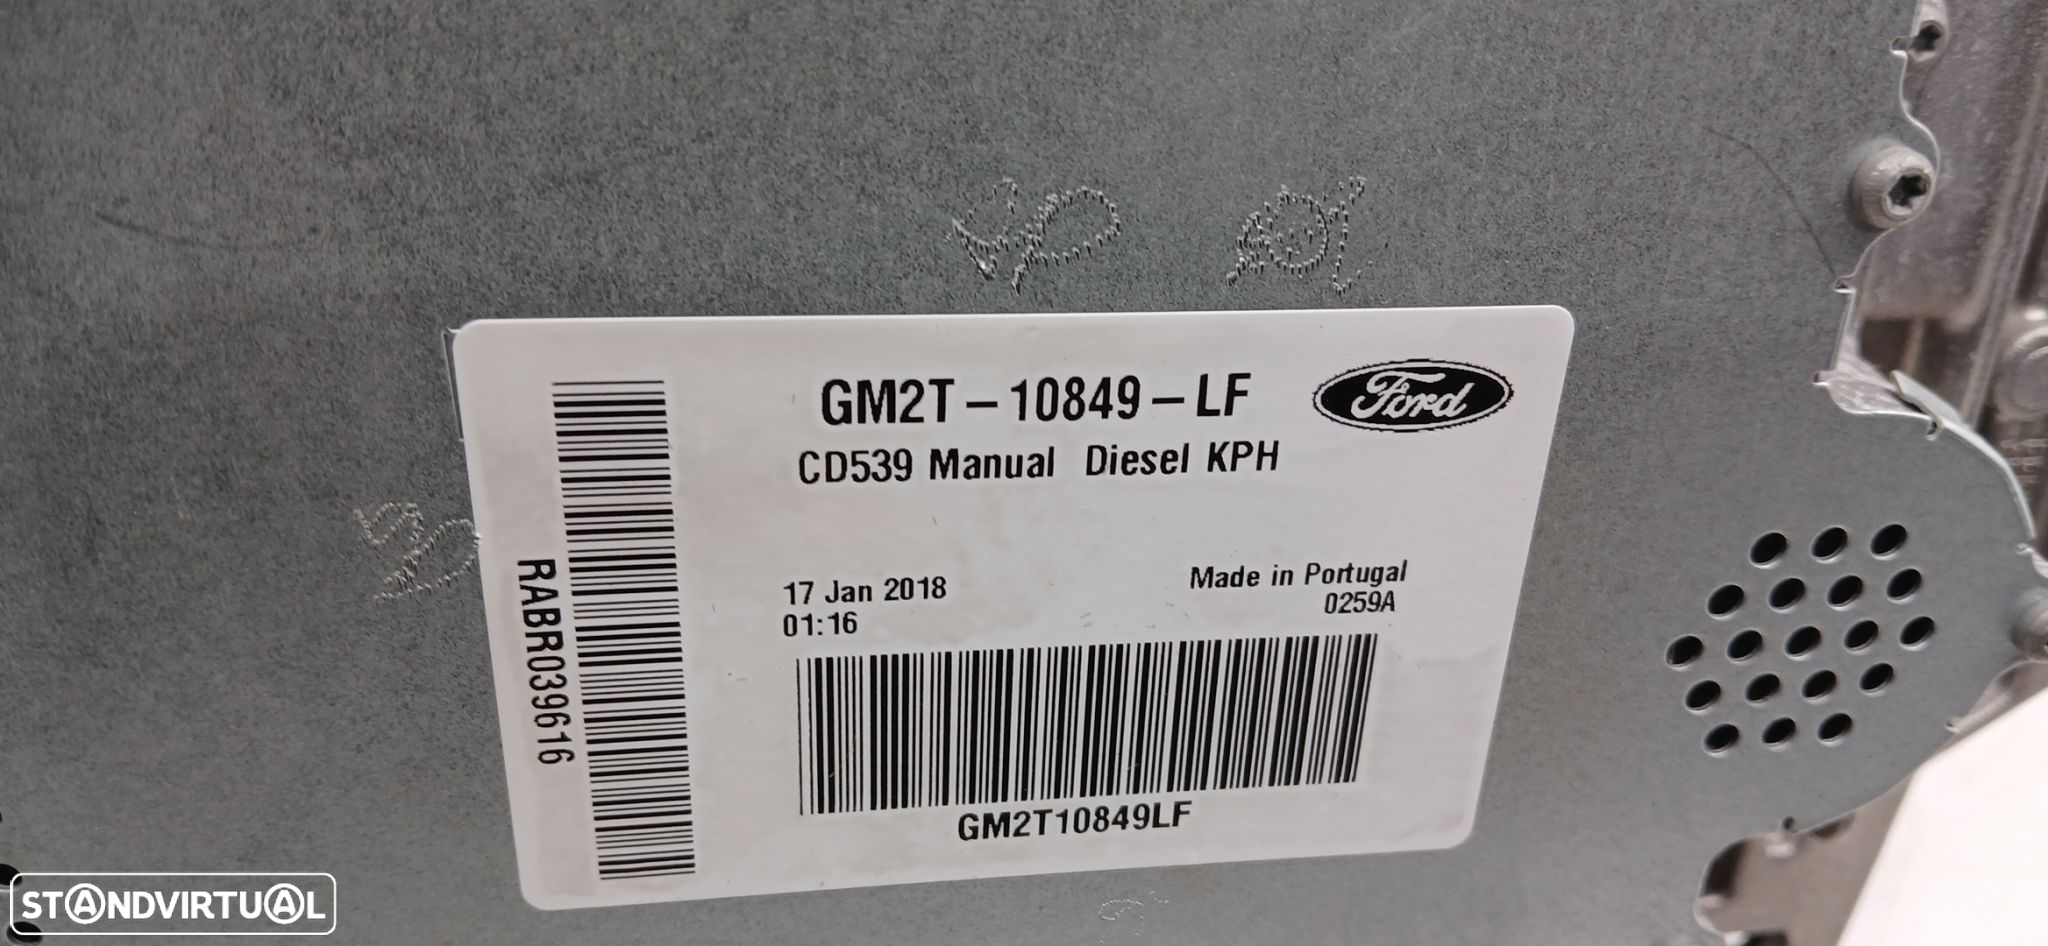 GM2T-10849-LF
Ford
CD539 Manual Diesel KPH
17 Jan 2018
01:16
Made in Portugal
0259A
RABR039616
GM2T10849LF
STANDVIRTUAL